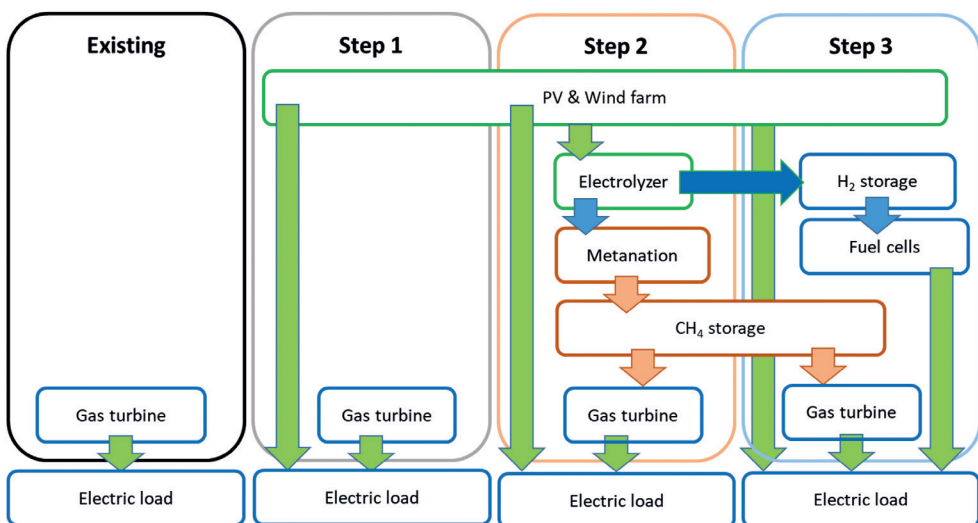 Existing
Step 1
Step 2
Step 3
PV & Wind farm
Electrolyzer
H₂ storage
Metanation
Fuel cells
CH₄ storage
Gas turbine
Gas turbine
Gas turbine
Gas turbine
Electric load
Electric load
Electric load
Electric load